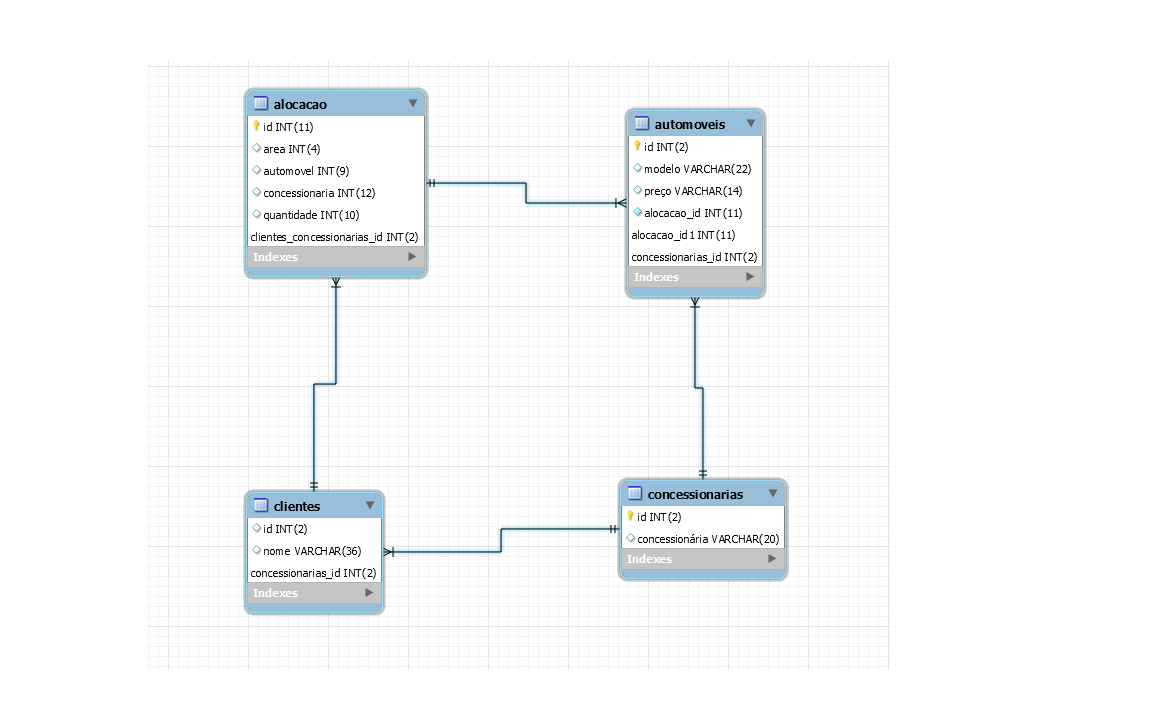 alocacao
id INT(11)
area INT(4)
automovel INT(9)
concessionaria INT(12)
quantidade INT(10)
clientes_concessionarias_id INT(2)
Indexes
automoveis
id INT(2)
modelo VARCHAR(22)
preço VARCHAR(14)
alocacao_id INT(11)
alocacao_id1 INT(11)
concessionarias_id INT(2)
Indexes
clientes
id INT(2)
nome VARCHAR(36)
concessionarias_id INT(2)
Indexes
concessionarias
id INT(2)
concessionária VARCHAR(20)
Indexes